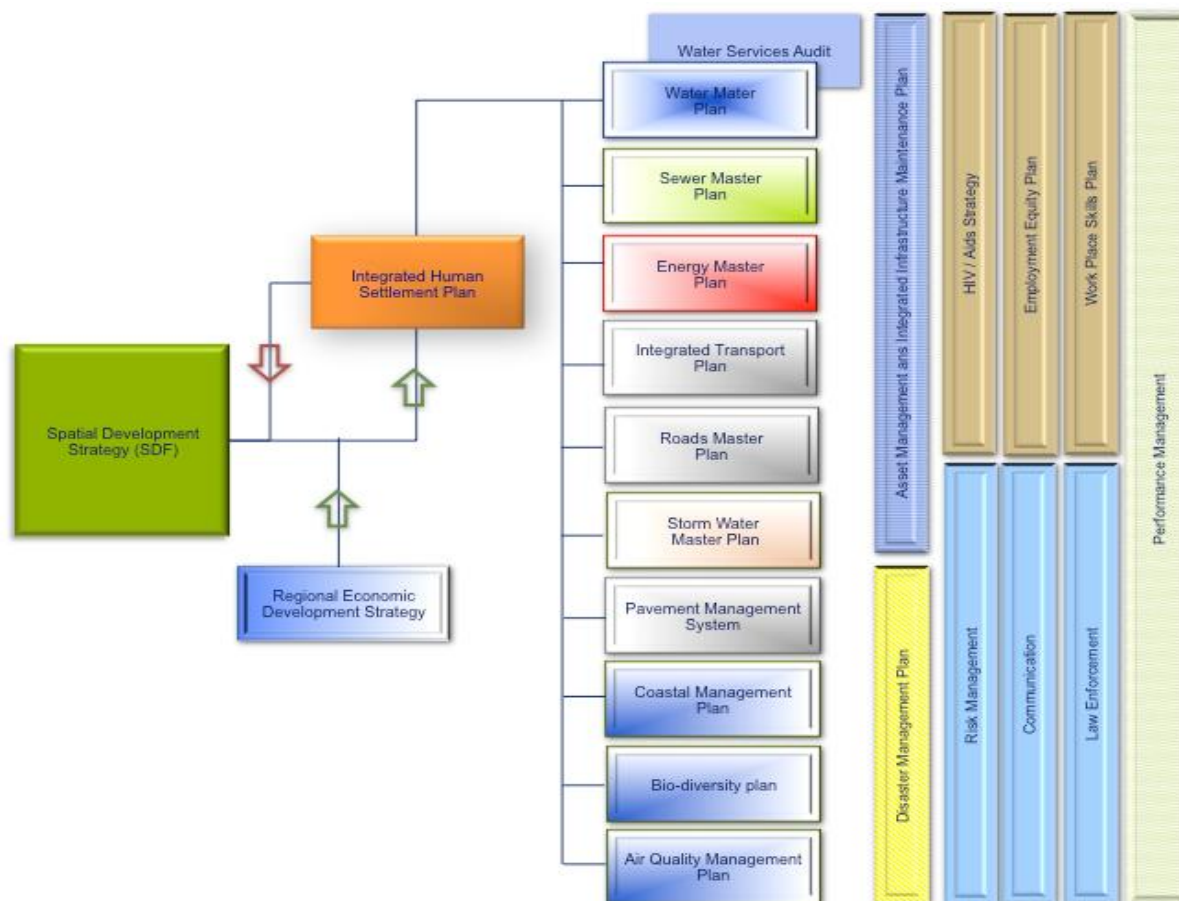 Water Services Audit
Water Mater
Plan
Sewer Master
Plan
Energy Master
Plan
Integrated Transport
Plan
Roads Master
Plan
Storm Water
Master Plan
Pavement Management
System
Coastal Management
Plan
Bio-diversity plan
Air Quality Management
Plan
Integrated Human
Settlement Plan
Spatial Development
Strategy (SDF)
Regional Economic
Development Strategy
Asset Management ans Integrated Infrastructure Maintenance Plan
Disaster Management Plan
HIV / Aids Strategy
Employment Equity Plan
Work Place Skills Plan
Risk Management
Communication
Law Enforcement
Performance Management